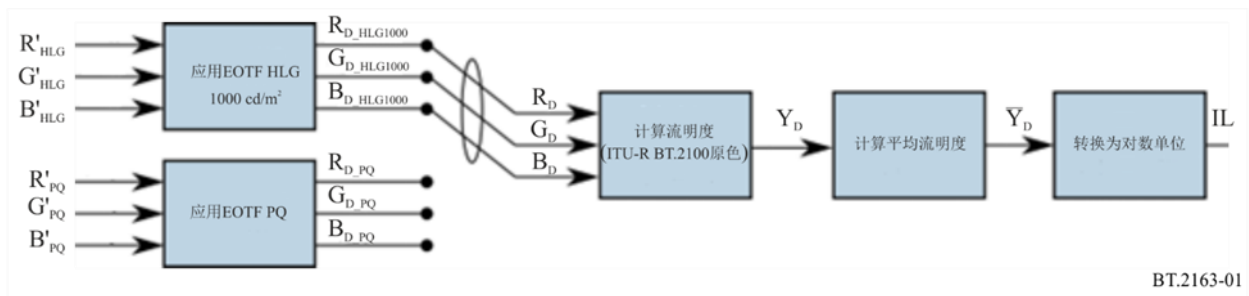 R'HLG
G'HLG
B'HLG
应用EOTF HLG
1000 cd/m²
RD_HLG1000
GD_HLG1000
BD_HLG1000
R'PQ
G'PQ
B'PQ
应用EOTF PQ
RD_PQ
GD_PQ
BD_PQ
RD
GD
BD
计算流明度
(ITU-R BT.2100原色)
YD
计算平均流明度
Y̅D
转换为对数单位
IL
BT.2163-01